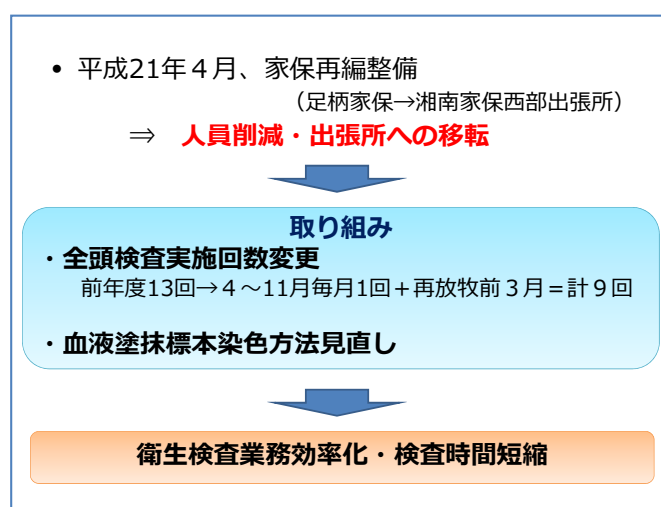 • 平成21年４月、家保再編整備
（足柄家保→湘南家保西部出張所）
⇒ 人員削減・出張所への移転
取り組み
・全頭検査実施回数変更
前年度13回→４～11月毎月1回＋再放牧前３月＝計９回
・血液塗抹標本染色方法見直し
衛生検査業務効率化・検査時間短縮